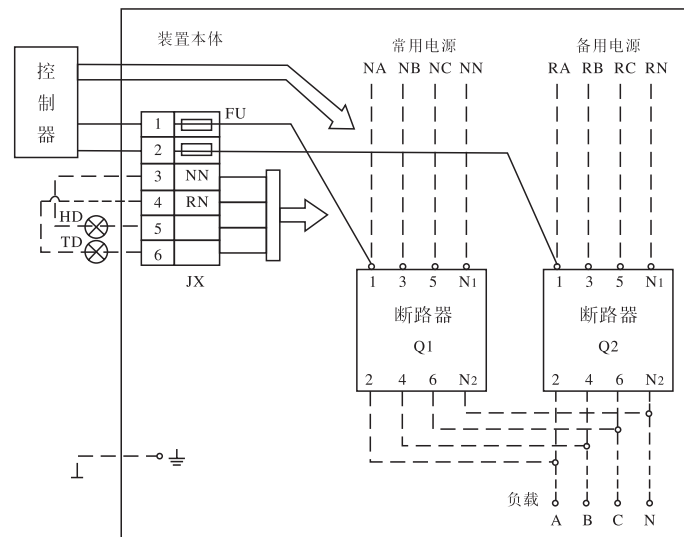 装置本体
常用电源
备用电源
NA NB NC NN
RA RB RC RN
控制器
FU
1
2
3 NN
4 RN
5
6
HD
TD
JX
1 3 5 N1
断路器
Q1
2 4 6 N2
1 3 5 N1
断路器
Q2
2 4 6 N2
负载
A B C N